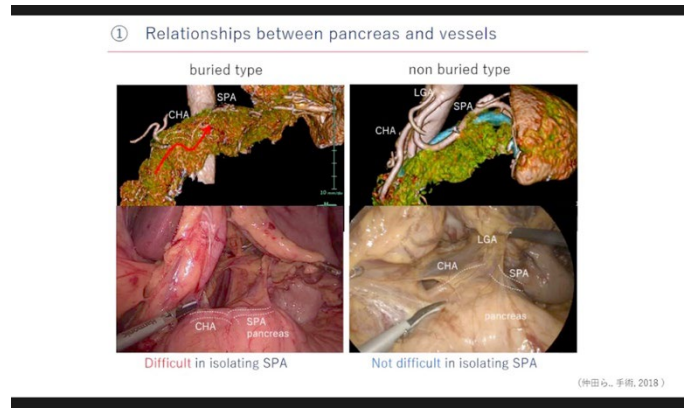 ① Relationships between pancreas and vessels
buried type
non buried type
SPA
CHA
LGA
SPA
CHA
LGA
CHA
SPA
pancreas
CHA
SPA
pancreas
Difficult in isolating SPA
Not difficult in isolating SPA
(仲田ら., 手術, 2018 )